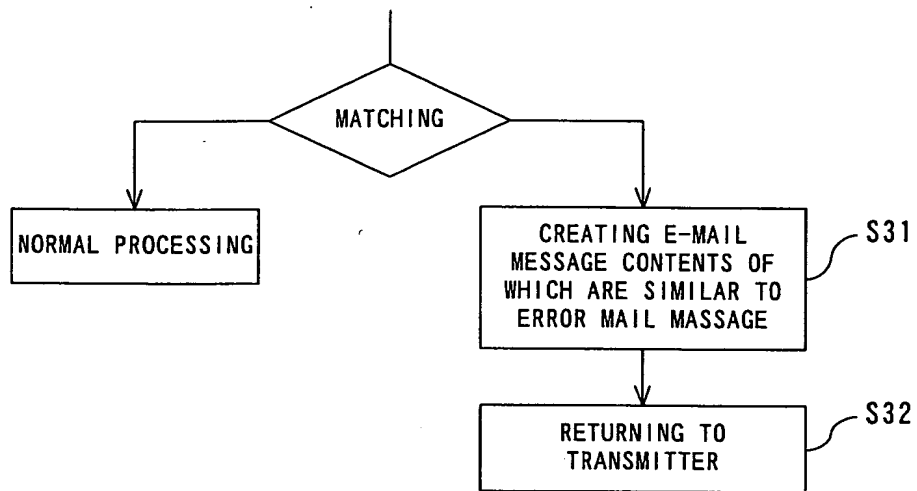 MATCHING
NORMAL PROCESSING
CREATING E-MAIL
MESSAGE CONTENTS OF
WHICH ARE SIMILAR TO
ERROR MAIL MASSAGE
S31
RETURNING TO
TRANSMITTER
S32